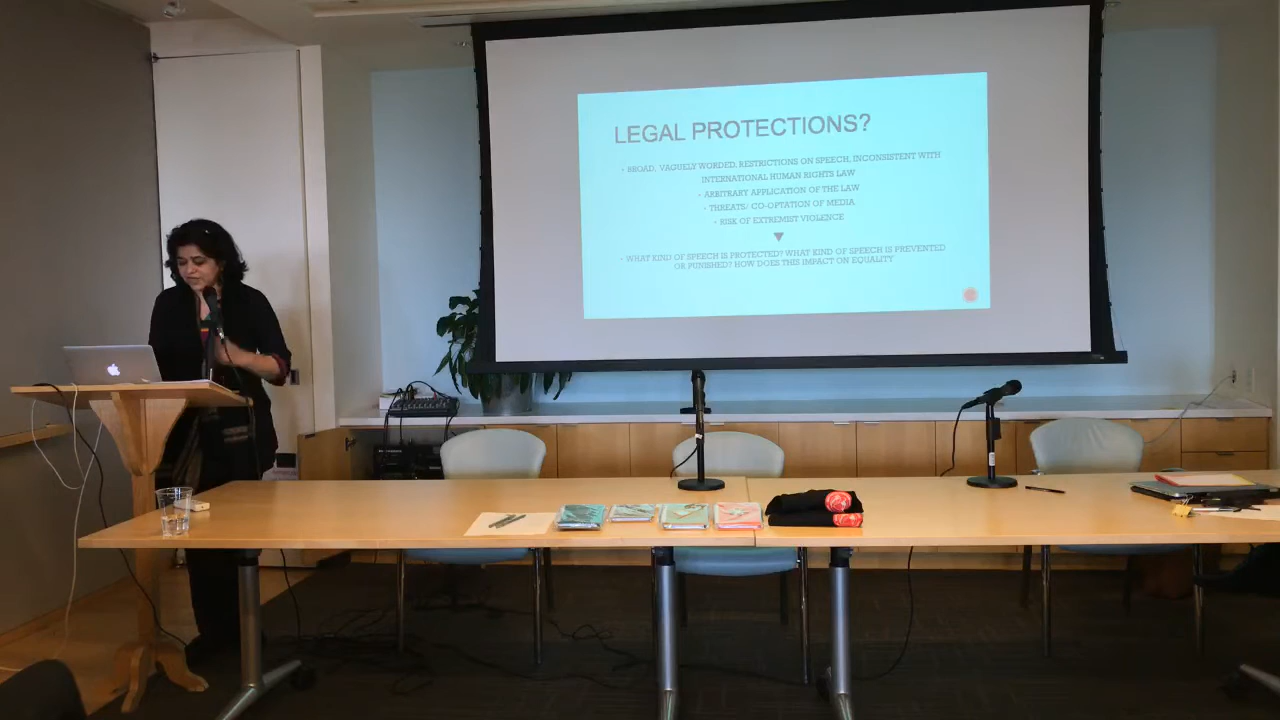 LEGAL PROTECTIONS?
• BROAD, VAGUELY WORDED, RESTRICTIONS ON SPEECH, INCONSISTENT WITH
INTERNATIONAL HUMAN RIGHTS LAW
• ARBITRARY APPLICATION OF THE LAW
• THREATS/ CO-OPTATION OF MEDIA
• RISK OF EXTREMIST VIOLENCE
• WHAT KIND OF SPEECH IS PROTECTED? WHAT KIND OF SPEECH IS PREVENTED
OR PUNISHED? HOW DOES THIS IMPACT ON EQUALITY